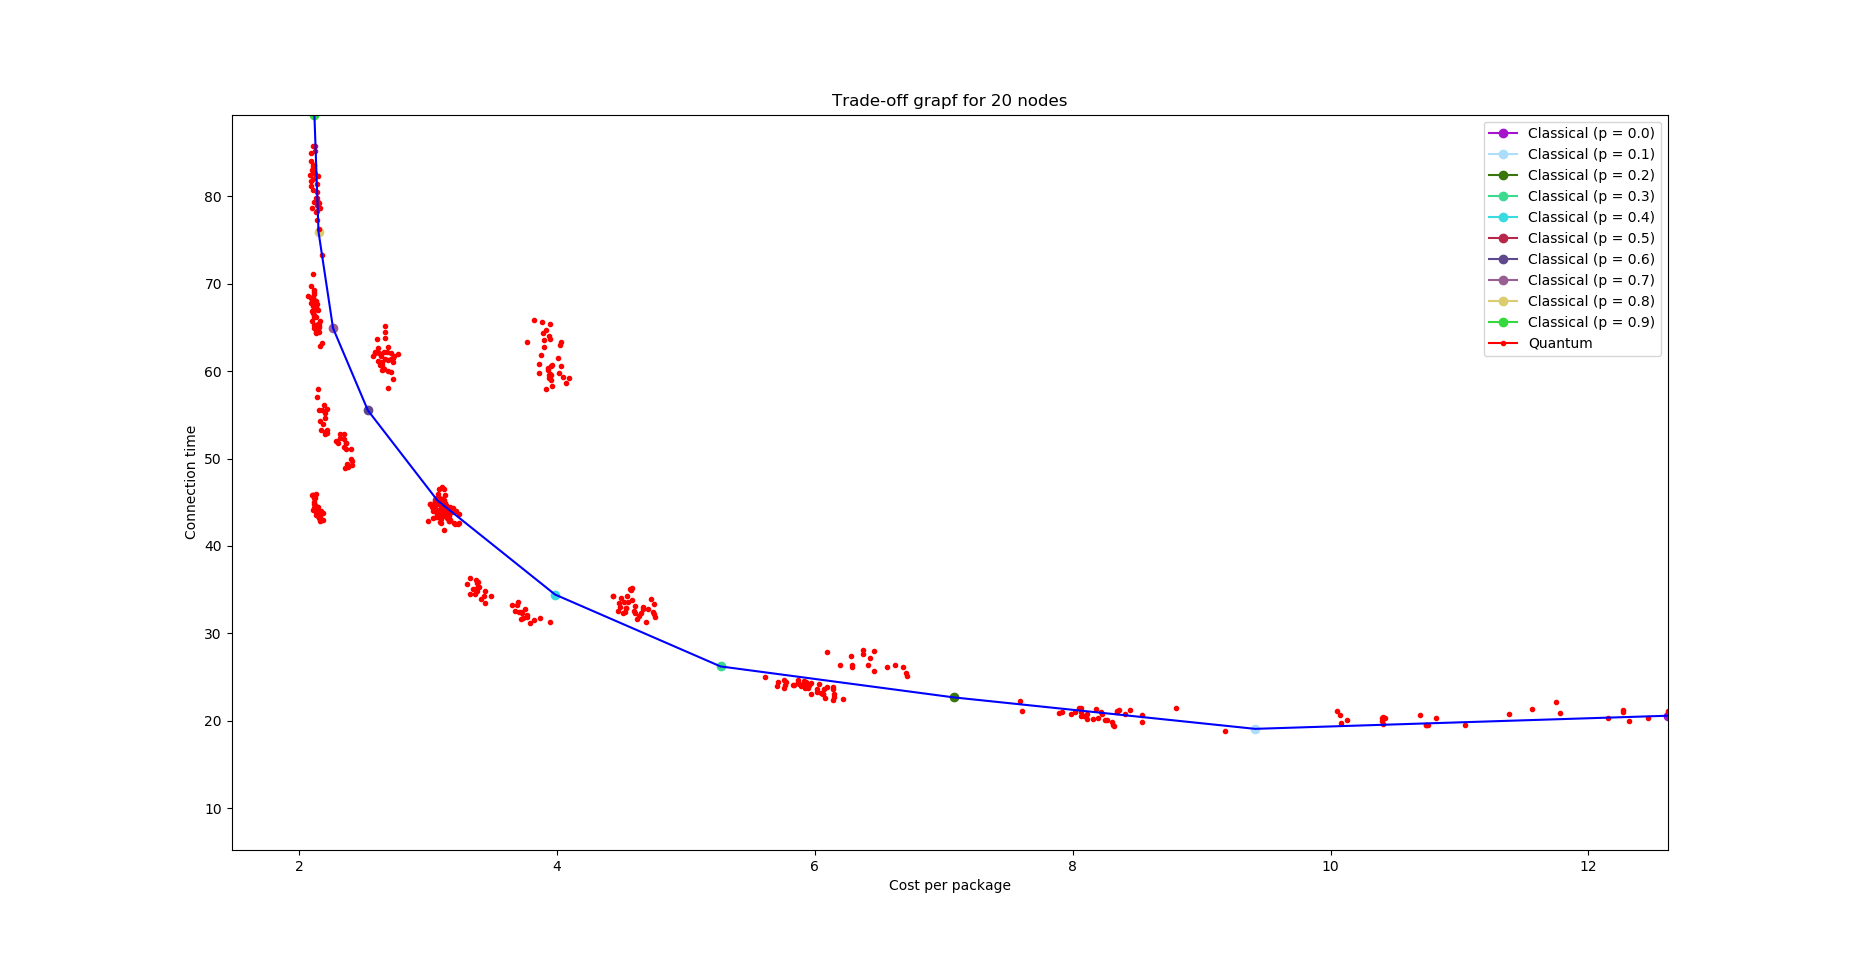 Trade-off grapf for 20 nodes
Classical (p = 0.0)
Classical (p = 0.1)
Classical (p = 0.2)
Classical (p = 0.3)
Classical (p = 0.4)
Classical (p = 0.5)
Classical (p = 0.6)
Classical (p = 0.7)
Classical (p = 0.8)
Classical (p = 0.9)
Quantum
Connection time
80
70
60
50
40
30
20
10
2 4 6 8 10 12
Cost per package